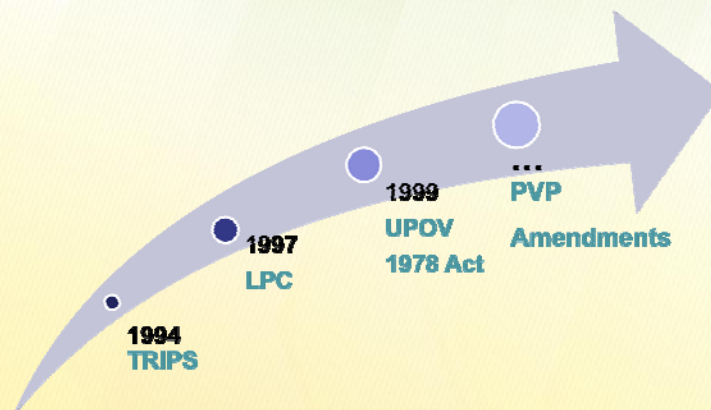 1994
TRIPS
1997
LPC
1999
UPOV
1978 Act
...
PVP
Amendments